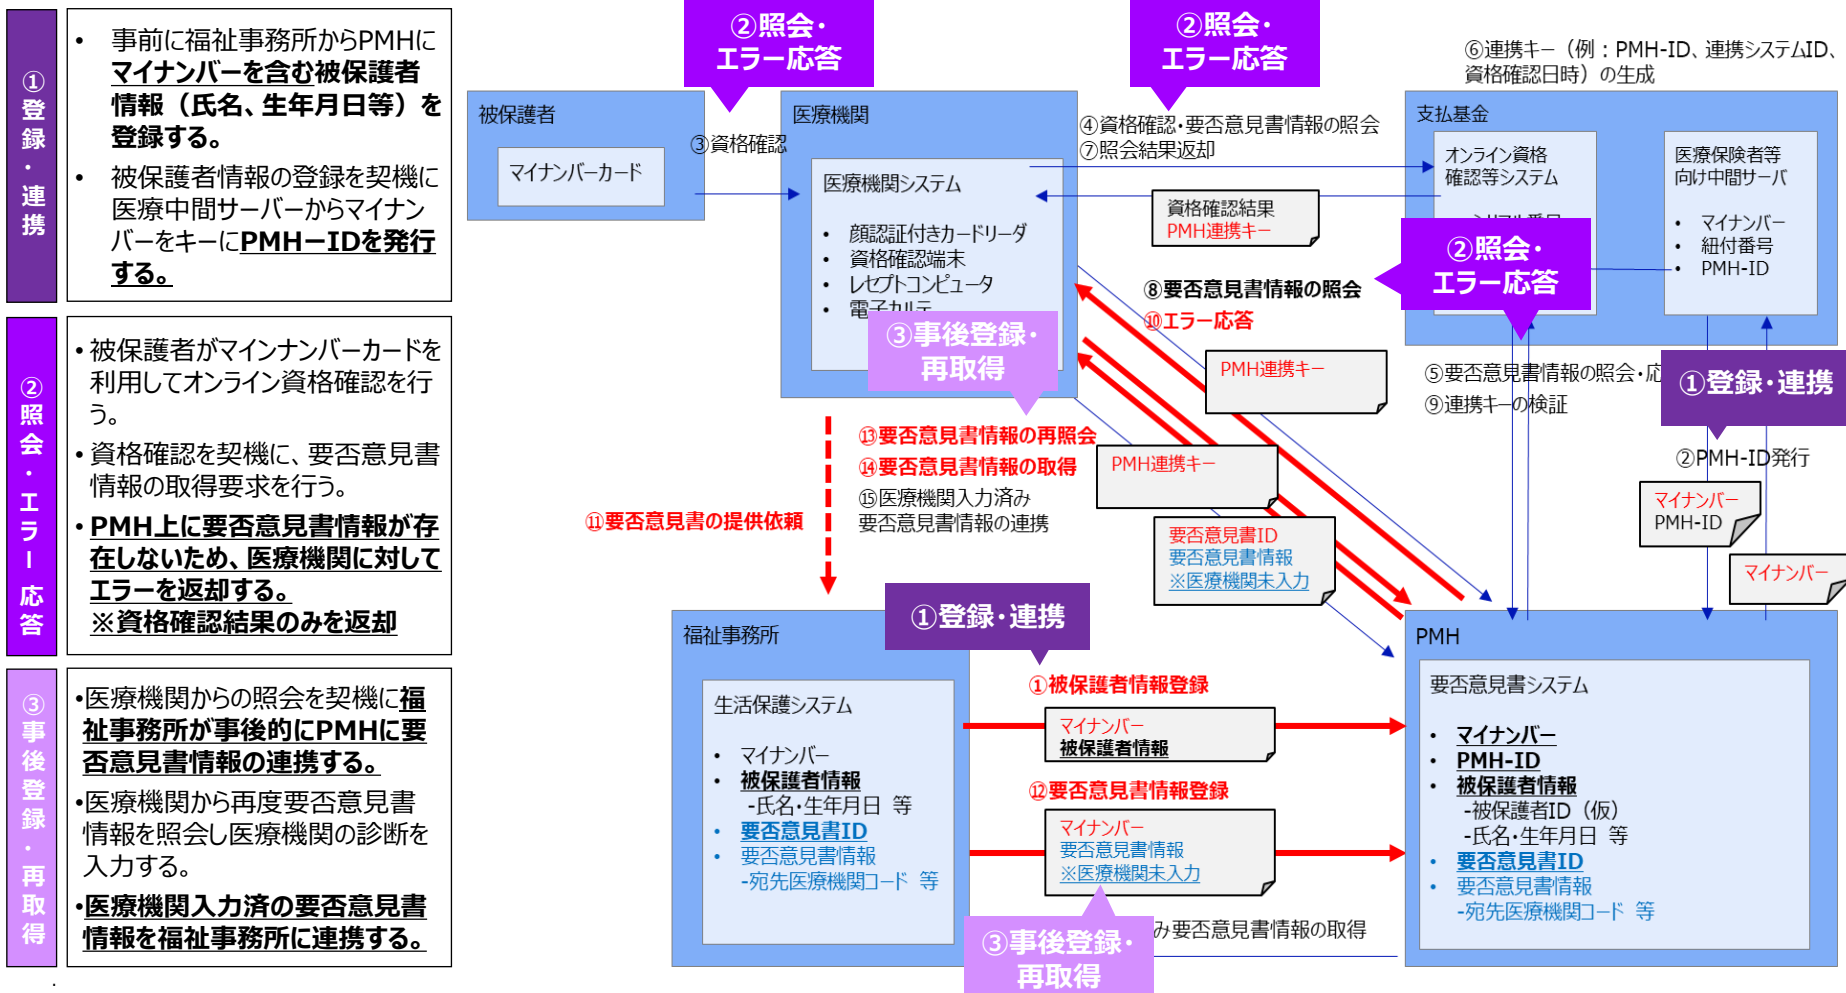 ①登録・連携
• 事前に福祉事務所からPMHに
マイナンバーを含む被保護者
情報（氏名、生年月日等）を
登録する。
• 被保護者情報の登録を契機に
医療中間サーバーからマイナン
バーをキーにPMHーIDを発行
する。
②照会・エラー応答
•被保護者がマインナンバーカードを
利用してオンライン資格確認を行
う。
•資格確認を契機に、要否意見書
情報の取得要求を行う。
•PMH上に要否意見書情報が存
在しないため、医療機関に対して
エラーを返却する。
※資格確認結果のみを返却
③事後登録・再取得
•医療機関からの照会を契機に福
祉事務所が事後的にPMHに要
否意見書情報の連携する。
•医療機関から再度要否意見書
情報を照会し医療機関の診断を
入力する。
•医療機関入力済の要否意見書
情報を福祉事務所に連携する。
②照会・
エラー応答
②照会・
エラー応答
⑥連携キー（例：PMH-ID、連携システムID、
資格確認日時）の生成
被保護者
マイナンバーカード
③資格確認
医療機関
医療機関システム
• 顔認証付きカードリーダ
• 資格確認端末
• レセプトコンピュータ
• 電子カルテ
③事後登録・
再取得
④資格確認・要否意見書情報の照会
⑦照会結果返却
資格確認結果
PMH連携キー
支払基金
オンライン資格
確認等システム
②照会・
エラー応答
医療保険者等
向け中間サーバ
• マイナンバー
• 紐付番号
• PMH-ID
⑧要否意見書情報の照会
⑩エラー応答
PMH連携キー
⑤要否意見書情報の照会・応
⑨連携キーの検証
①登録・連携
②PMH-ID発行
マイナンバー
PMH-ID
マイナンバー
⑬要否意見書情報の再照会
⑭要否意見書情報の取得
⑮医療機関入力済み
要否意見書情報の連携
PMH連携キー
⑪要否意見書の提供依頼
要否意見書ID
要否意見書情報
※医療機関未入力
福祉事務所
①登録・連携
生活保護システム
• マイナンバー
• 被保護者情報
-氏名・生年月日 等
• 要否意見書ID
• 要否意見書情報
-宛先医療機関コード 等
①被保護者情報登録
マイナンバー
被保護者情報
⑫要否意見書情報登録
マイナンバー
要否意見書情報
※医療機関未入力
③事後登録・
再取得
み要否意見書情報の取得
PMH
要否意見書システム
• マイナンバー
• PMH-ID
• 被保護者情報
-被保護者ID（仮）
-氏名・生年月日 等
• 要否意見書ID
• 要否意見書情報
-宛先医療機関コード 等